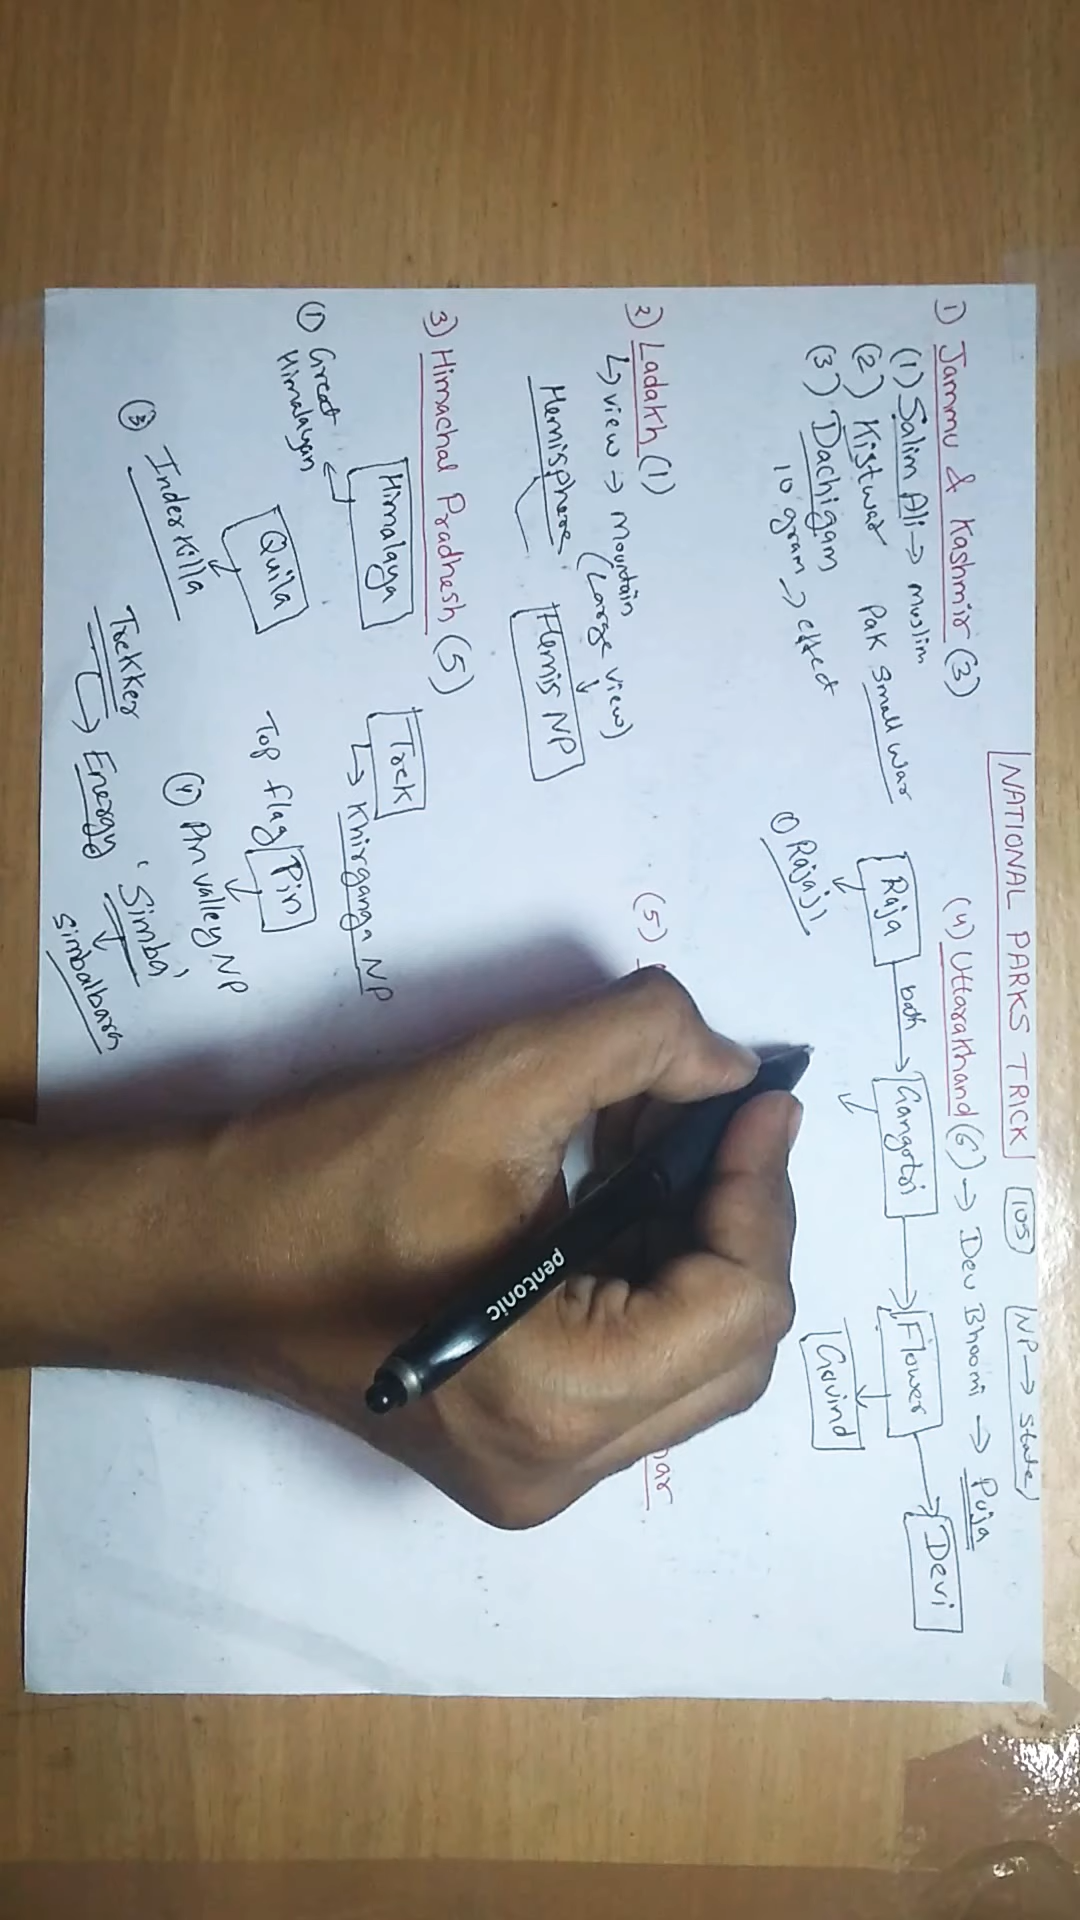 NATIONAL PARKS TRICK 105 NP → State
1) Jammu & Kashmir (3)
(1) Salim Ali → muslim
(2) Kistwar Pak small war
(3) Dachigam
10 gram → effect
2) Ladakh (1)
↳ view → mountain
(Large view)
Hemisphere Hemis NP
3) Himachal Pradhesh (5)
Himalaya Trek
① Great
Himalayan
↳ Khirganga NP
Quila Top flag Pin
③ Inderkilla ④ Pin valley NP
Trekker → Energy 'Simba'
Simbalbara
(4) Uttarakhand (6) → Dev Bhoomi → Puja
Raja bath → Gangotri → Flower → Devi
① Rajaji Govind
(5)
pentonic